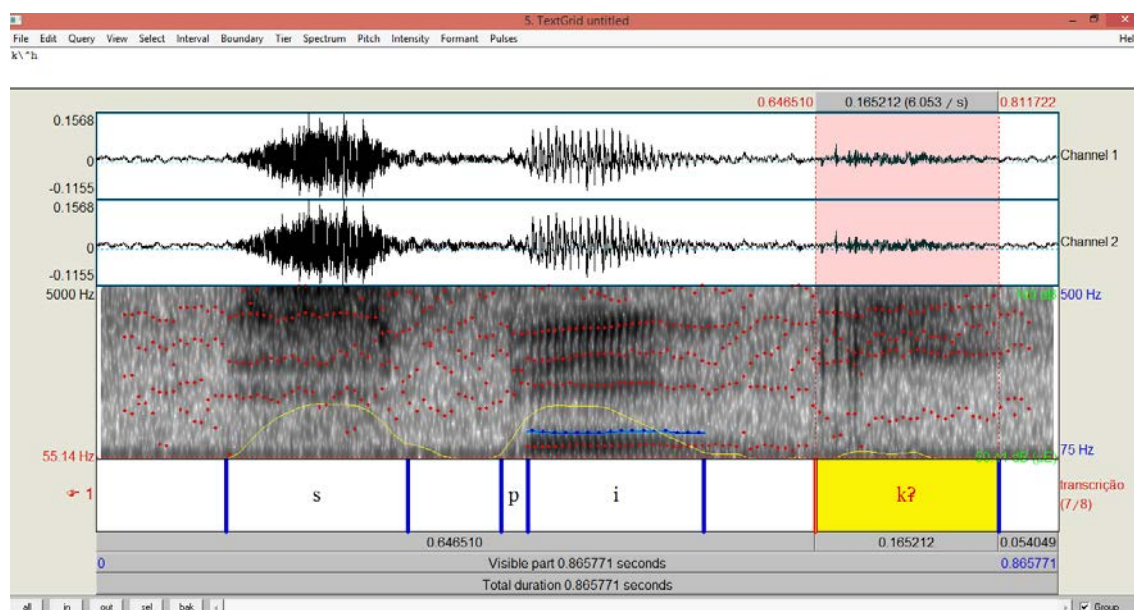 5. TextGrid untitled
File Edit Query View Select Interval Boundary Tier Spectrum Pitch Intensity Formant Pulses Hel
k\^h
0.646510 0.165212 (6.053 / s) 0.811722
0.1568
0
-0.1155
Channel 1
0.1568
0
-0.1155
Channel 2
5000 Hz 500 Hz
55.14 Hz 75 Hz
1 s p i transcrição
(7/8)
0.646510 0.165212 0.054049
0 Visible part 0.865771 seconds 0.865771
Total duration 0.865771 seconds
all in out sel bak Group